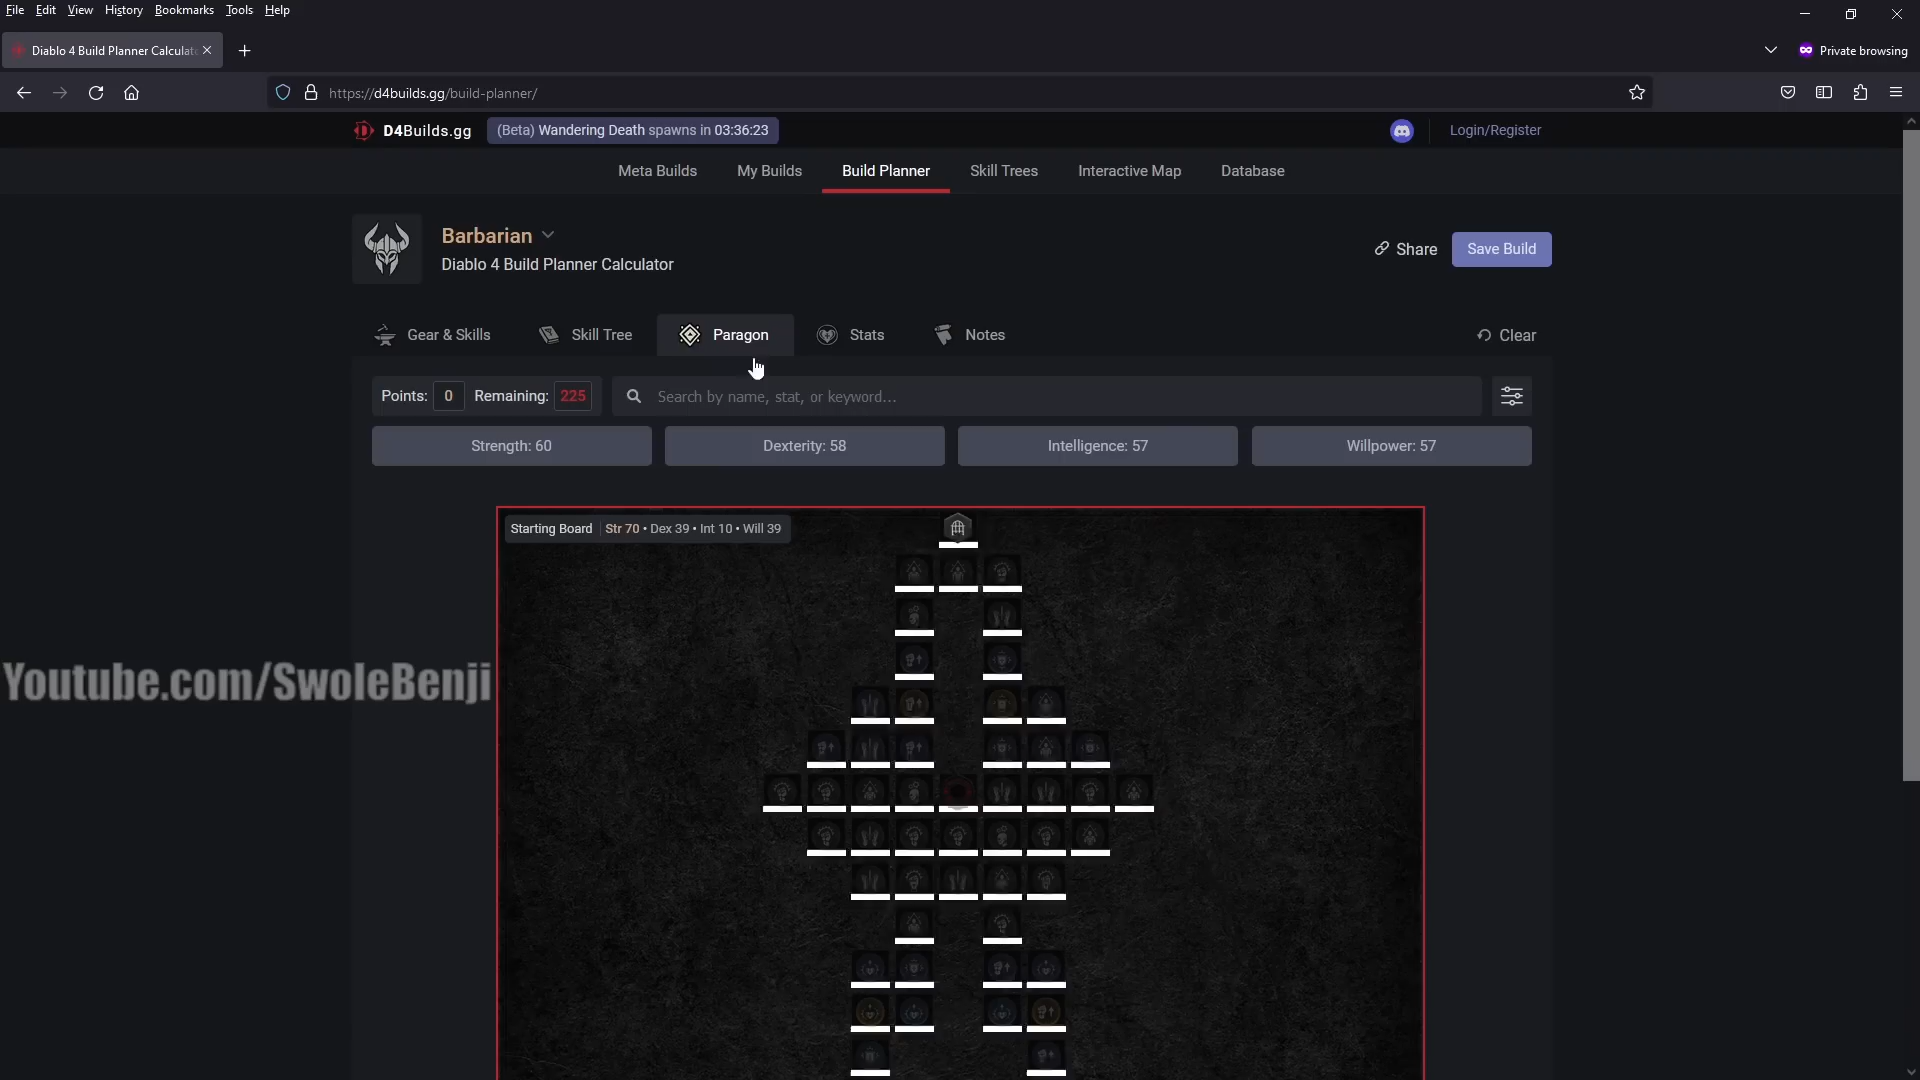 File Edit View History Bookmarks Tools Help
Diablo 4 Build Planner Calculat
Private browsing
https://d4builds.gg/build-planner/
D4Builds.gg
(Beta) Wandering Death spawns in 03:36:23
Login/Register
Meta Builds My Builds Build Planner Skill Trees Interactive Map Database
Barbarian
Diablo 4 Build Planner Calculator
Share Save Build
Gear & Skills Skill Tree Paragon Stats Notes Clear
Points: 0 Remaining: 225 Search by name, stat, or keyword...
Strength: 60 Dexterity: 58 Intelligence: 57 Willpower: 57
Starting Board Str 70 • Dex 39 • Int 10 • Will 39
Youtube.com/SwoleBenji